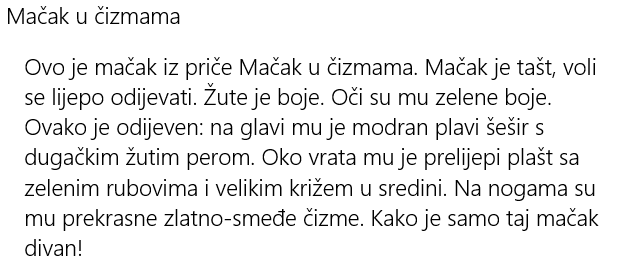 Mačak u čizmama
Ovo je mačak iz priče Mačak u čizmama. Mačak je tašt, voli
se lijepo odijevati. Žute je boje. Oči su mu zelene boje.
Ovako je odijeven: na glavi mu je modran plavi šešir s
dugačkim žutim perom. Oko vrata mu je prelijepi plašt sa
zelenim rubovima i velikim križem u sredini. Na nogama su
mu prekrasne zlatno-smeđe čizme. Kako je samo taj mačak
divan!